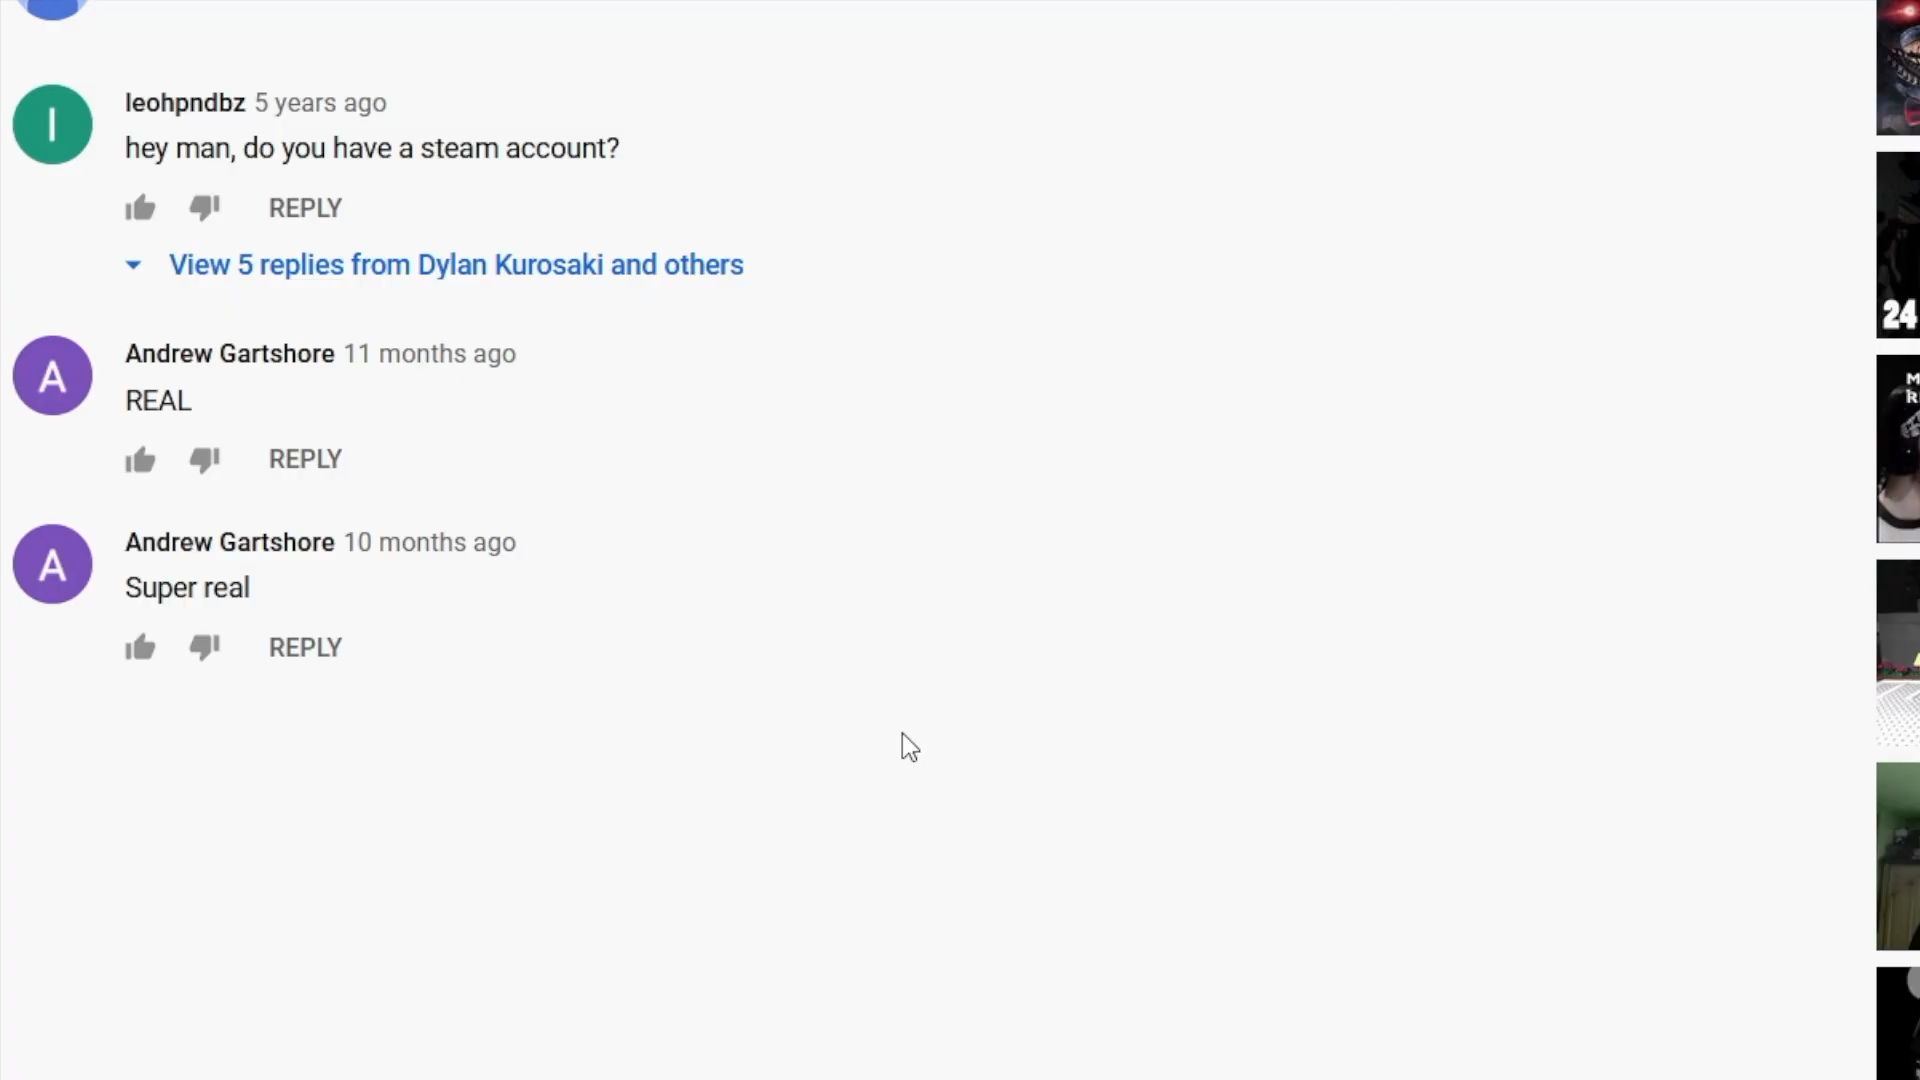 leohpndbz 5 years ago
hey man, do you have a steam account?
REPLY
View 5 replies from Dylan Kurosaki and others
A
Andrew Gartshore 11 months ago
REAL
REPLY
A
Andrew Gartshore 10 months ago
Super real
REPLY
24